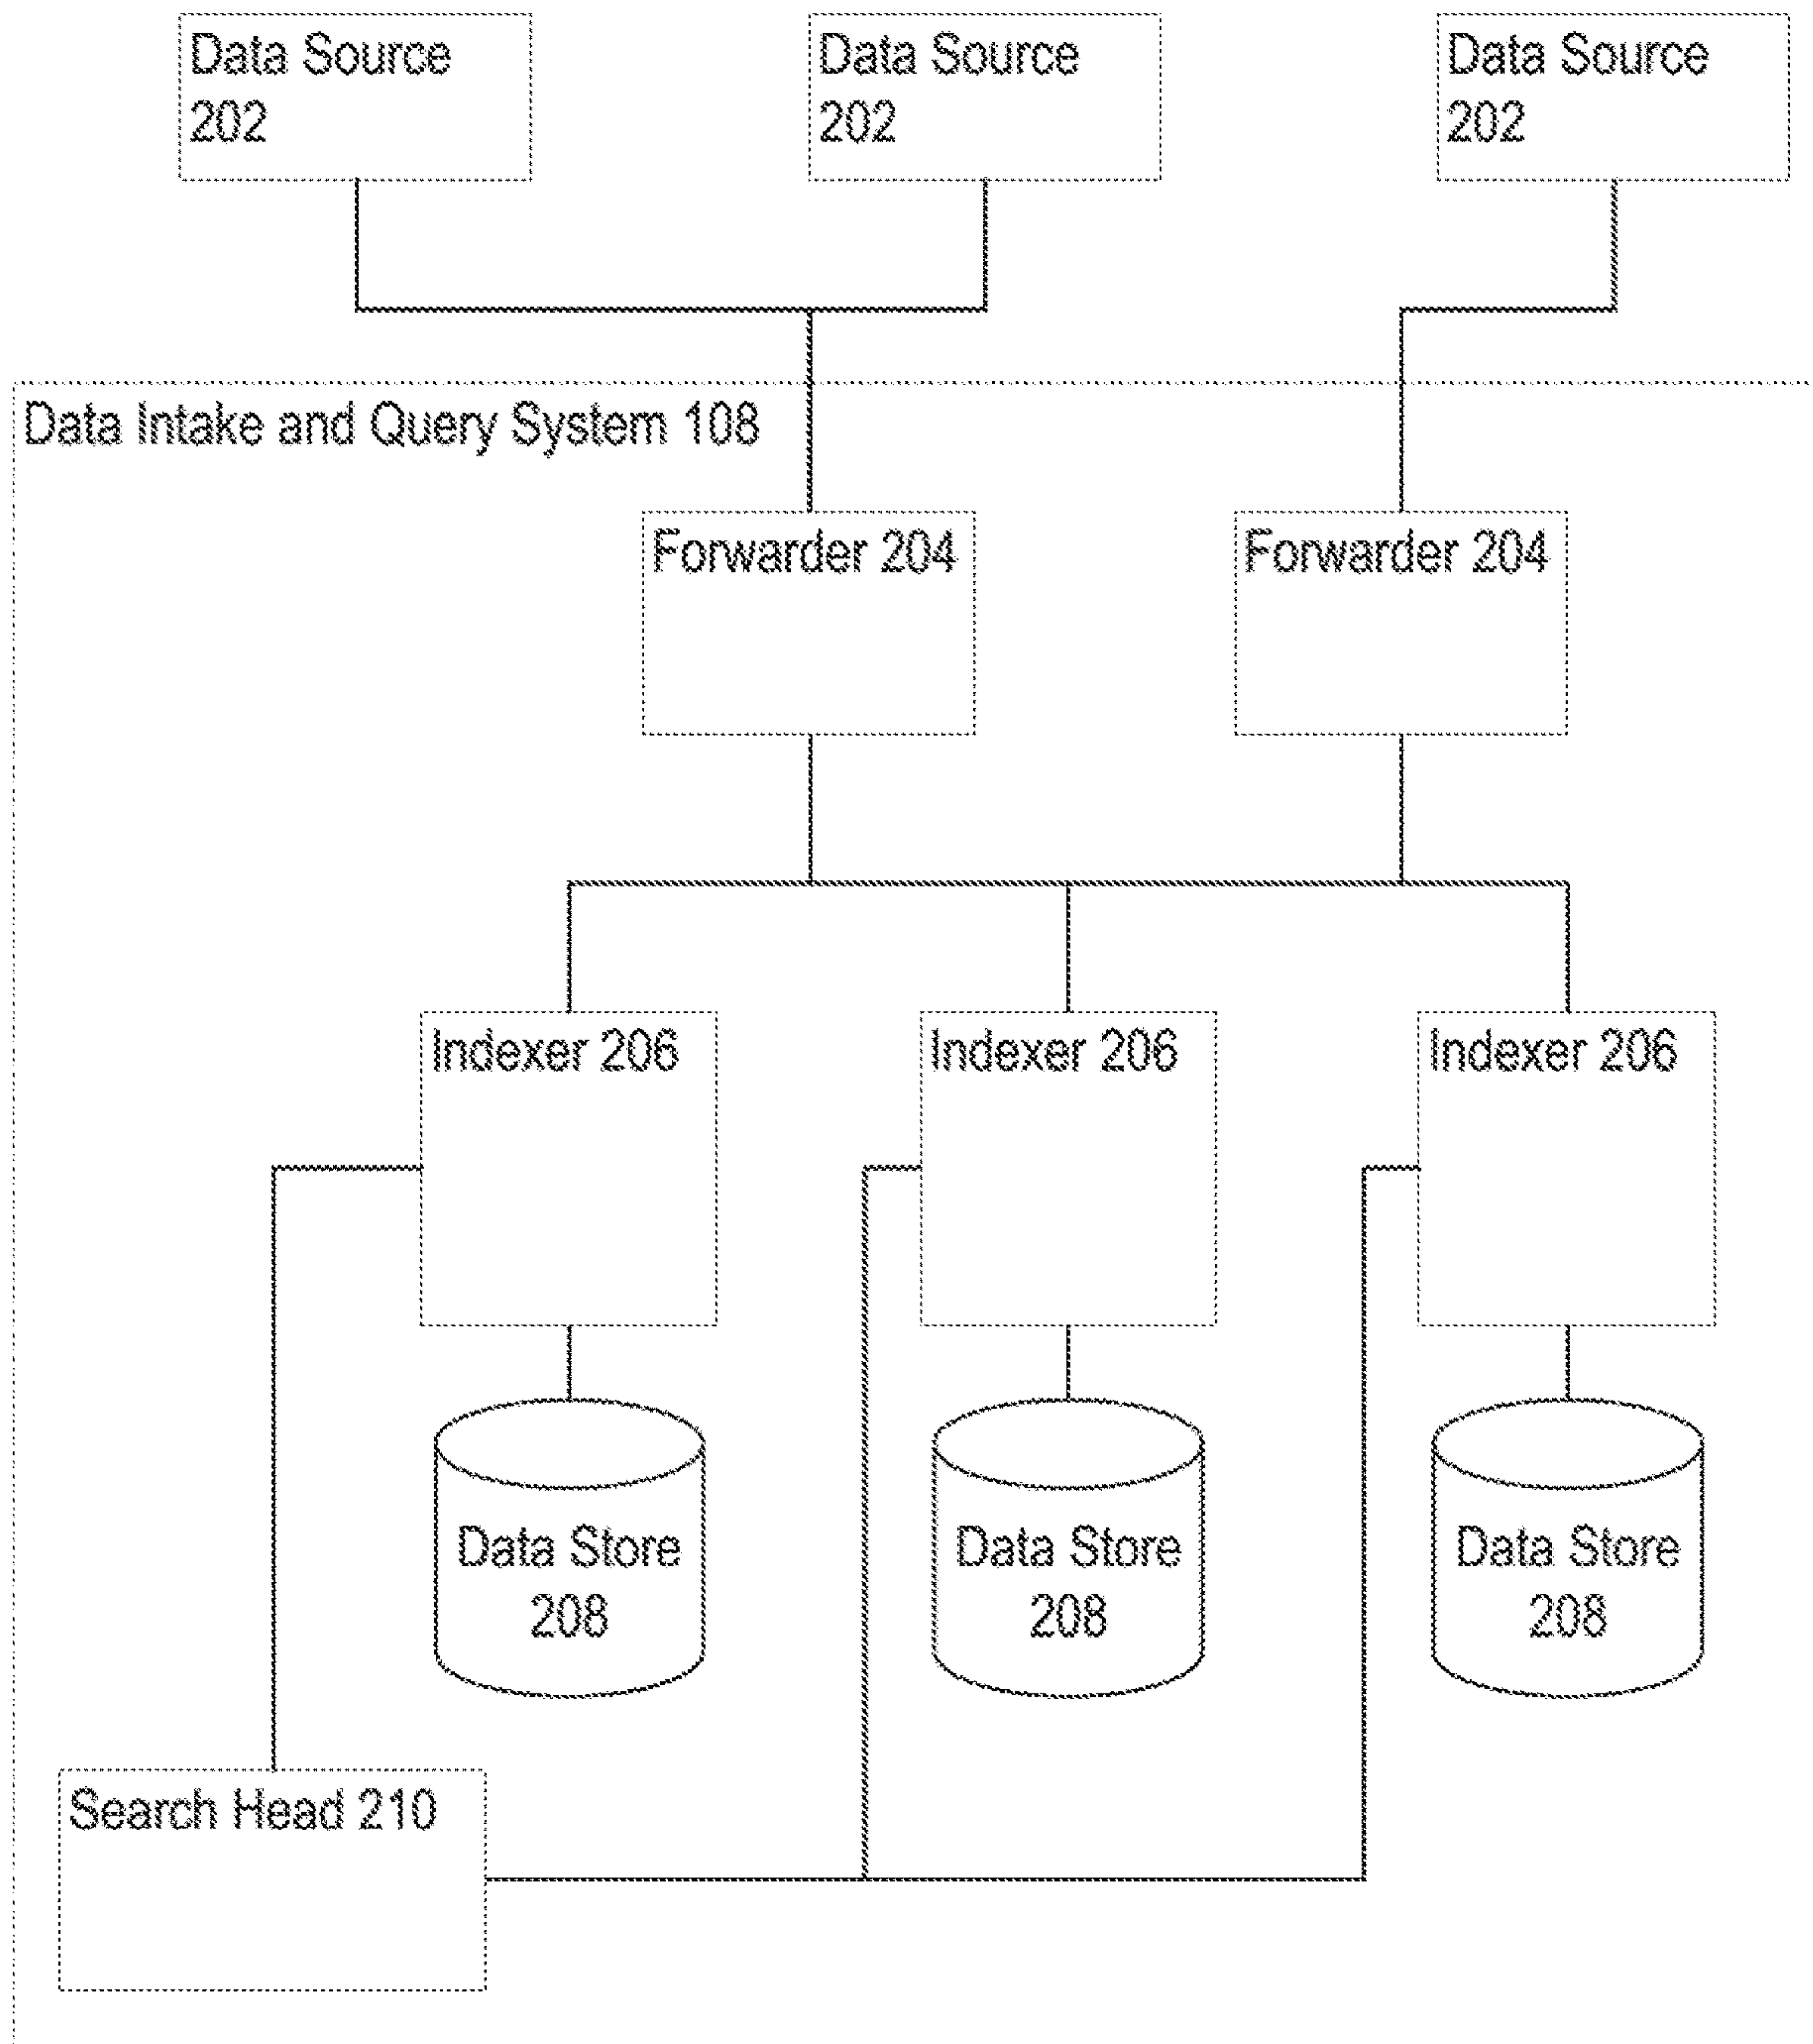 Data Source
202
Data Source
202
Data Source
202
Data Intake and Query System 108
Forwarder 204
Forwarder 204
Indexer 206
Indexer 206
Indexer 206
Data Store
208
Data Store
208
Data Store
208
Search Head 210